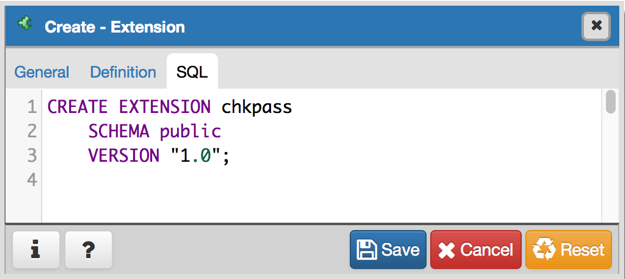 Create - Extension
General Definition SQL
1 CREATE EXTENSION chkpass
2 SCHEMA public
3 VERSION "1.0";
4
i ? Save Cancel Reset